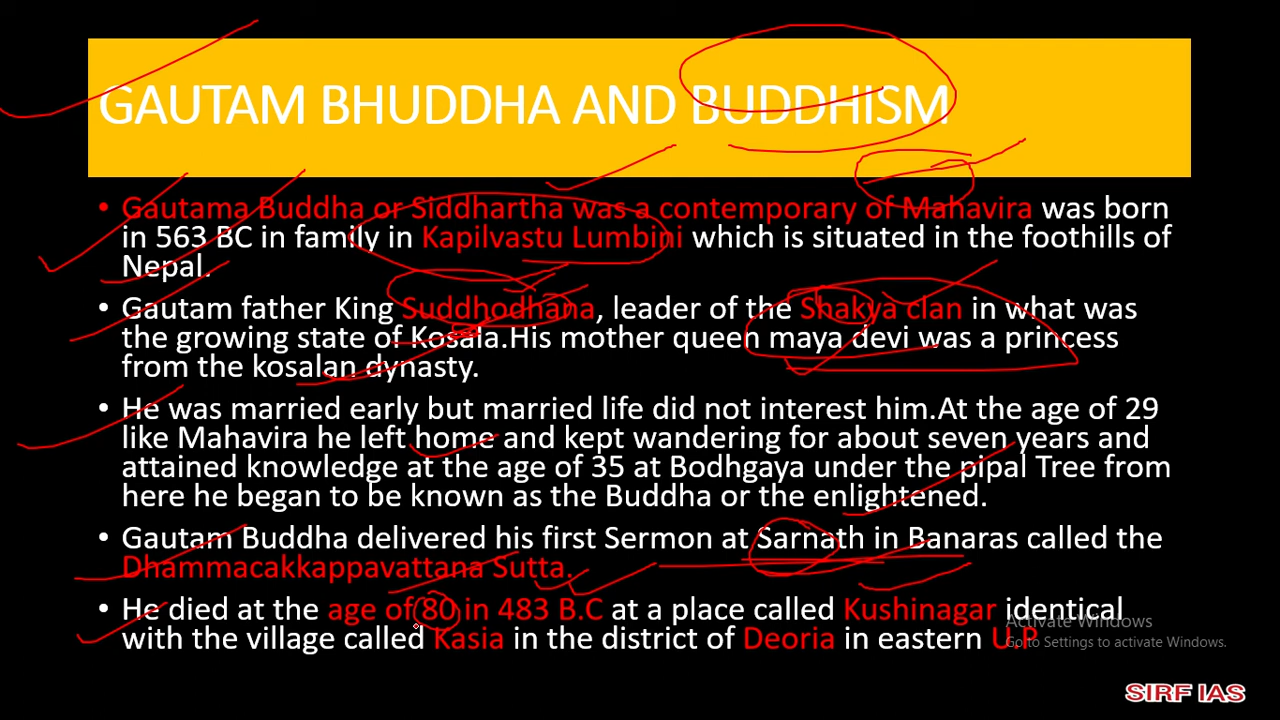 GAUTAM BHUDDHA AND BUDDHISM
• Gautama Buddha or Siddhartha was a contemporary of Mahavira was born
in 563 BC in family in Kapilvastu Lumbini which is situated in the foothills of
Nepal.
• Gautam father King Suddhodhana, leader of the Shakya clan in what was
the growing state of Kosala.His mother queen maya devi was a princess
from the kosalan dynasty.
• He was married early but married life did not interest him.At the age of 29
like Mahavira he left home and kept wandering for about seven years and
attained knowledge at the age of 35 at Bodhgaya under the pipal Tree from
here he began to be known as the Buddha or the enlightened.
• Gautam Buddha delivered his first Sermon at Sarnath in Banaras called the
Dhammacakkappavattana Sutta.
• He died at the age of 80 in 483 B.C at a place called Kushinagar identical
with the village called Kasia in the district of Deoria in eastern U.P
Activate Windows
Go to Settings to activate Windows.
SIRF IAS